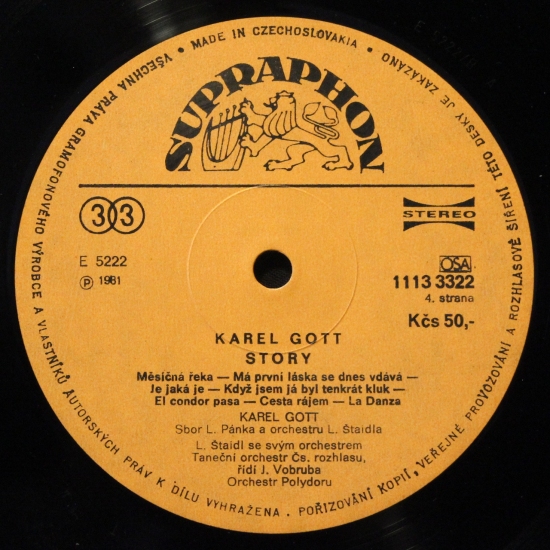 MADE IN CZECHOSLOVAKIA
SUPRAPHON
33
STEREO
E 5222
Ⓟ 1981
OSA
1113 3322
4. strana
Kčs 50,-
KAREL GOTT
STORY
Měsíčná řeka — Má první láska se dnes vdává —
Je jaká je — Když jsem já byl tenkrát kluk —
El condor pasa — Cesta rájem — La Danza
KAREL GOTT
Sbor L. Pánka a orchestru L. Štaidla
L. Štaidl se svým orchestrem
Taneční orchestr Čs. rozhlasu,
řídí J. Vobruba
Orchestr Polydoru
VŠECHNA PRÁVA GRAMOFONOVÉHO VÝROBCE A VLASTNÍKŮ AUTORSKÝCH PRÁV K DÍLU VYHRAŽENA. POŘIZOVÁNÍ KOPIÍ, VEŘEJNÉ PROVOZOVÁNÍ A ROZHLASOVÉ ŠÍŘENÍ TÉTO DESKY JE ZAKÁZÁNO